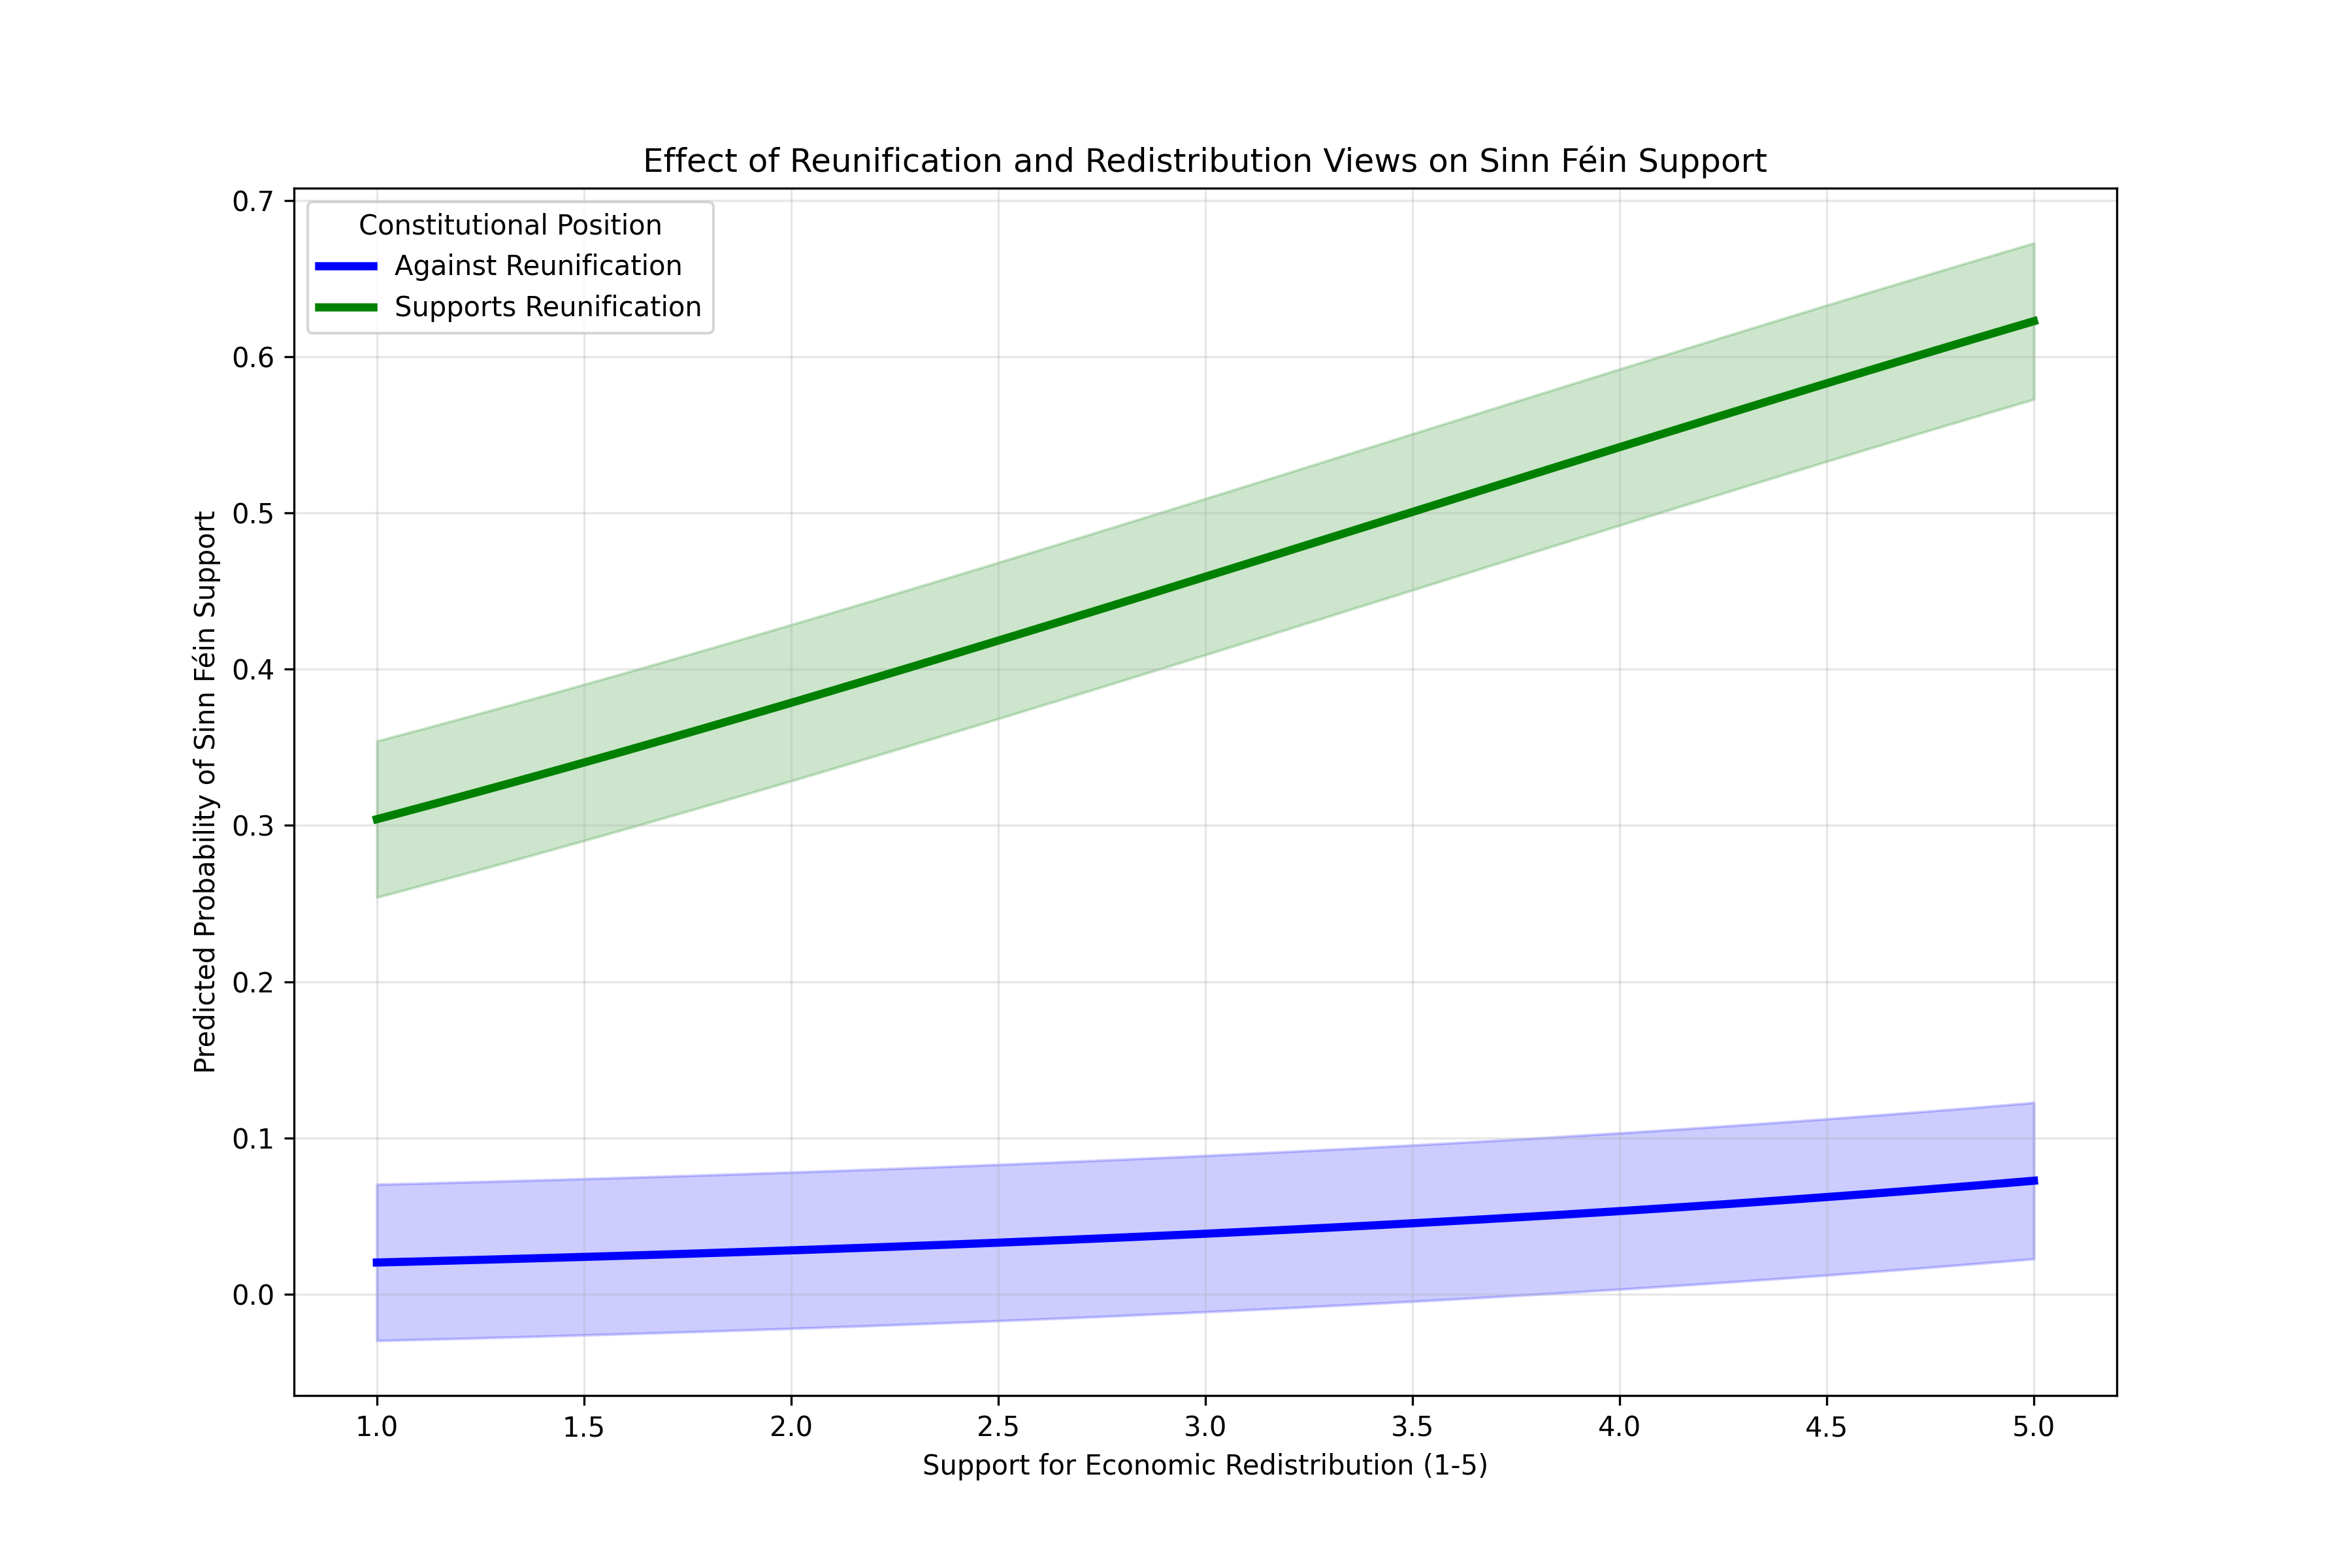 Effect of Reunification and Redistribution Views on Sinn Féin Support
Constitutional Position
Against Reunification
Supports Reunification
Predicted Probability of Sinn Féin Support
0.7
0.6
0.5
0.4
0.3
0.2
0.1
0.0
1.0 1.5 2.0 2.5 3.0 3.5 4.0 4.5 5.0
Support for Economic Redistribution (1-5)